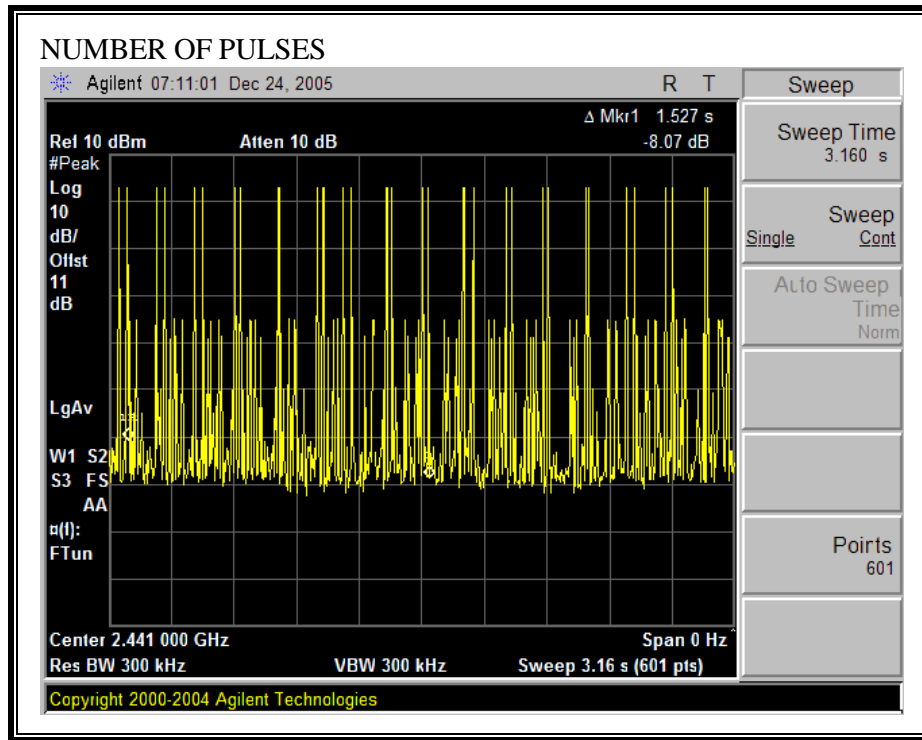 NUMBER OF PULSES
Agilent 07:11:01 Dec 24, 2005 R T
Sweep
Δ Mkr1 1.527 s
Ref 10 dBm Atten 10 dB -8.07 dB
#Peak
Log
10
dB/
Offst
11
dB
LgAv
W1 S2
S3 FS
AA
¤(f):
FTun
Center 2.441 000 GHz Span 0 Hz
Res BW 300 kHz VBW 300 kHz Sweep 3.16 s (601 pts)
Sweep Time
3.160 s
Sweep
Single Cont
Auto Sweep
Time
Norm
Points
601
Copyright 2000-2004 Agilent Technologies